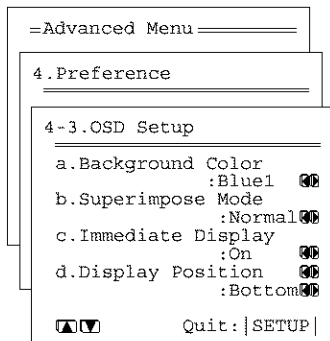 Advanced Menu
4.Preference
4-3.OSD Setup
a.Background Color
:Blue1
b.Superimpose Mode
:Normal
c.Immediate Display
:On
d.Display Position
:Bottom
Quit:|SETUP|